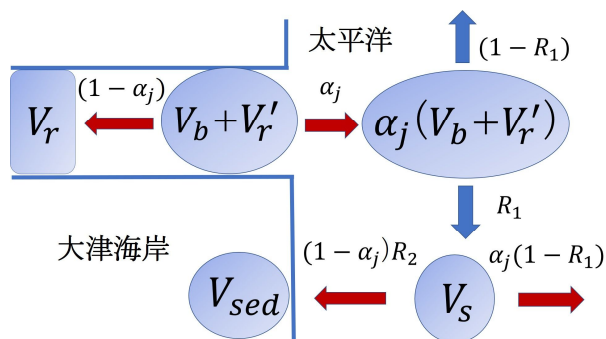 太平洋
(1 − R₁)
(1 − αⱼ)
αⱼ
Vᵣ
V_b + Vᵣ′
αⱼ(V_b + Vᵣ′)
R₁
大津海岸
(1 − αⱼ)R₂
αⱼ(1 − R₁)
V_sed
Vₛ